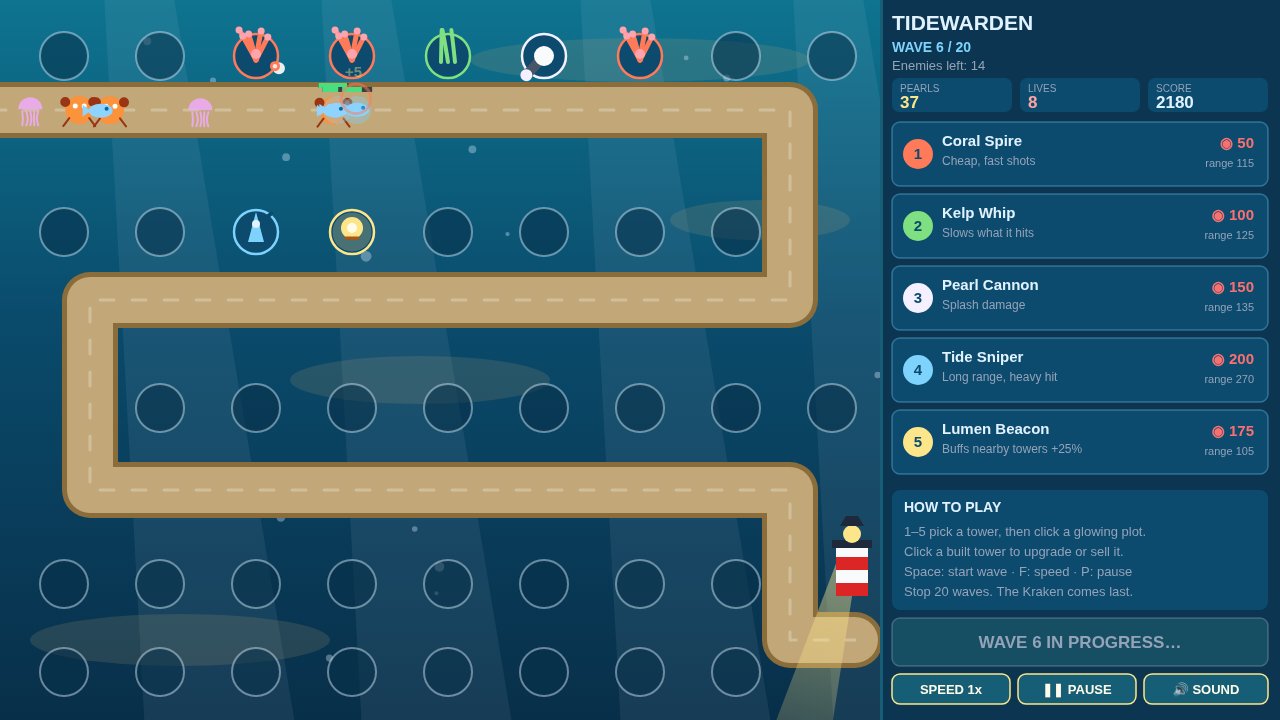 +5
TIDEWARDEN
WAVE 6 / 20
Enemies left: 14
PEARLS
37
LIVES
8
SCORE
2180
1
Coral Spire
Cheap, fast shots
◉ 50
range 115
2
Kelp Whip
Slows what it hits
◉ 100
range 125
3
Pearl Cannon
Splash damage
◉ 150
range 135
4
Tide Sniper
Long range, heavy hit
◉ 200
range 270
5
Lumen Beacon
Buffs nearby towers +25%
◉ 175
range 105
HOW TO PLAY
1–5 pick a tower, then click a glowing plot.
Click a built tower to upgrade or sell it.
Space: start wave · F: speed · P: pause
Stop 20 waves. The Kraken comes last.
WAVE 6 IN PROGRESS…
SPEED 1x
❚❚ PAUSE
🔊 SOUND